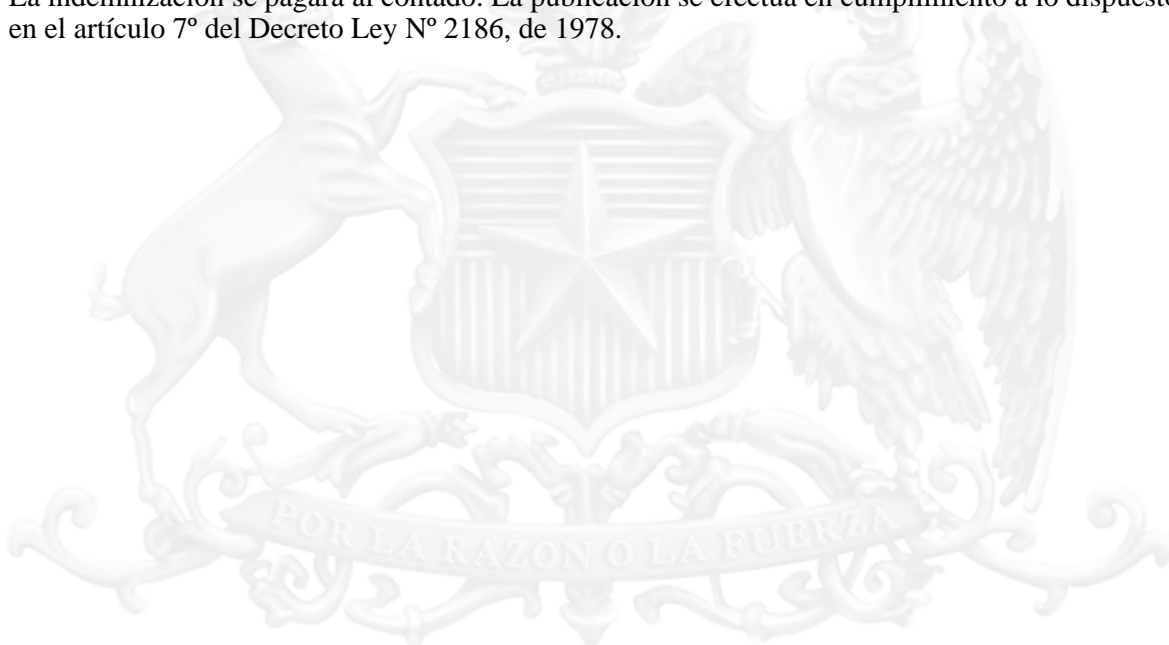 La indemnización se pagará al contado. La publicación se efectúa en cumplimiento a lo dispuesto
en el artículo 7º del Decreto Ley Nº 2186, de 1978.
POR LA RAZON O LA FUERZA